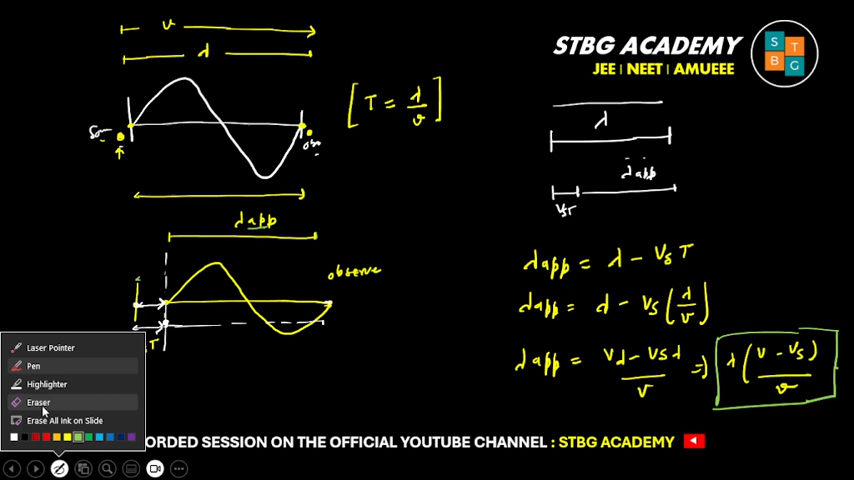 v
λ
STBG ACADEMY
S T
B G
JEE | NEET | AMUEEE
[ T = λ/v ]
Sor
obs
λ
λapp
VsT
λapp
observe
λapp = λ - VsT
λapp = λ - Vs (λ/v)
λapp = (Vλ - Vsλ)/v ⇒ λ (v - Vs)/v
T
Laser Pointer
Pen
Highlighter
Eraser
Erase All Ink on Slide
ORDED SESSION ON THE OFFICIAL YOUTUBE CHANNEL : STBG ACADEMY